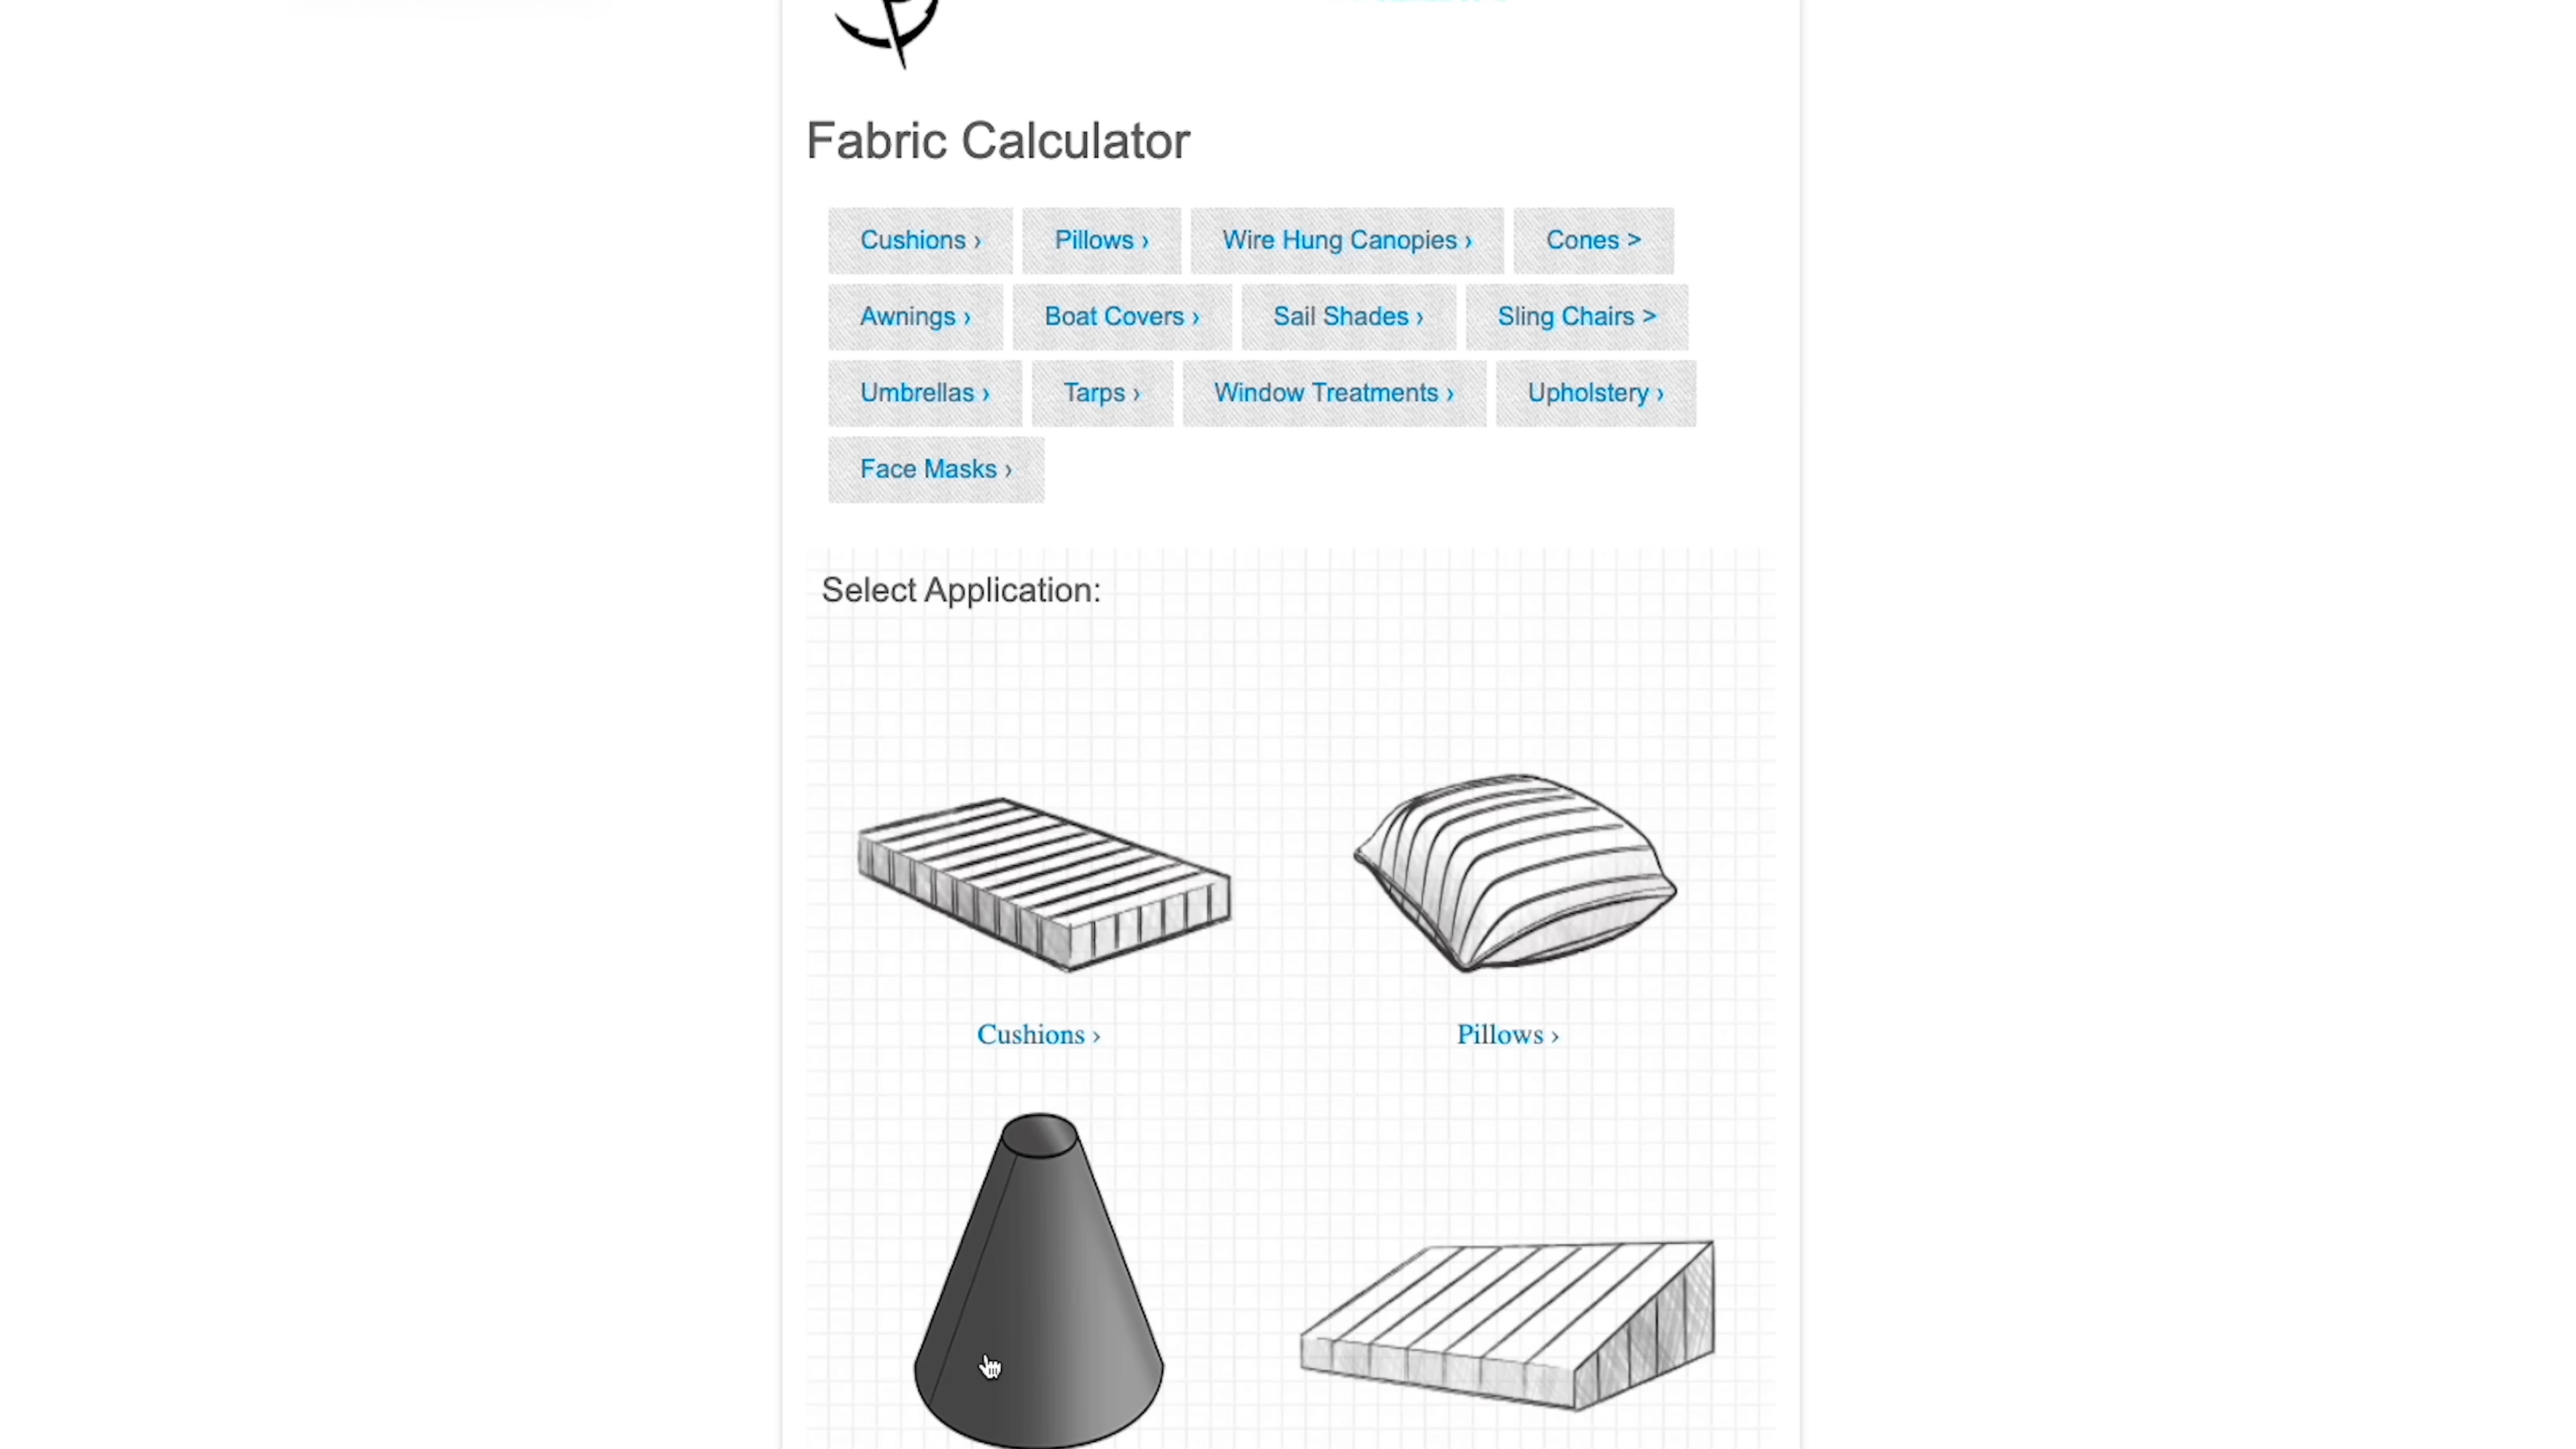 Fabric Calculator
Cushions › Pillows › Wire Hung Canopies › Cones >
Awnings › Boat Covers › Sail Shades › Sling Chairs >
Umbrellas › Tarps › Window Treatments › Upholstery ›
Face Masks ›
Select Application:
Cushions › Pillows ›